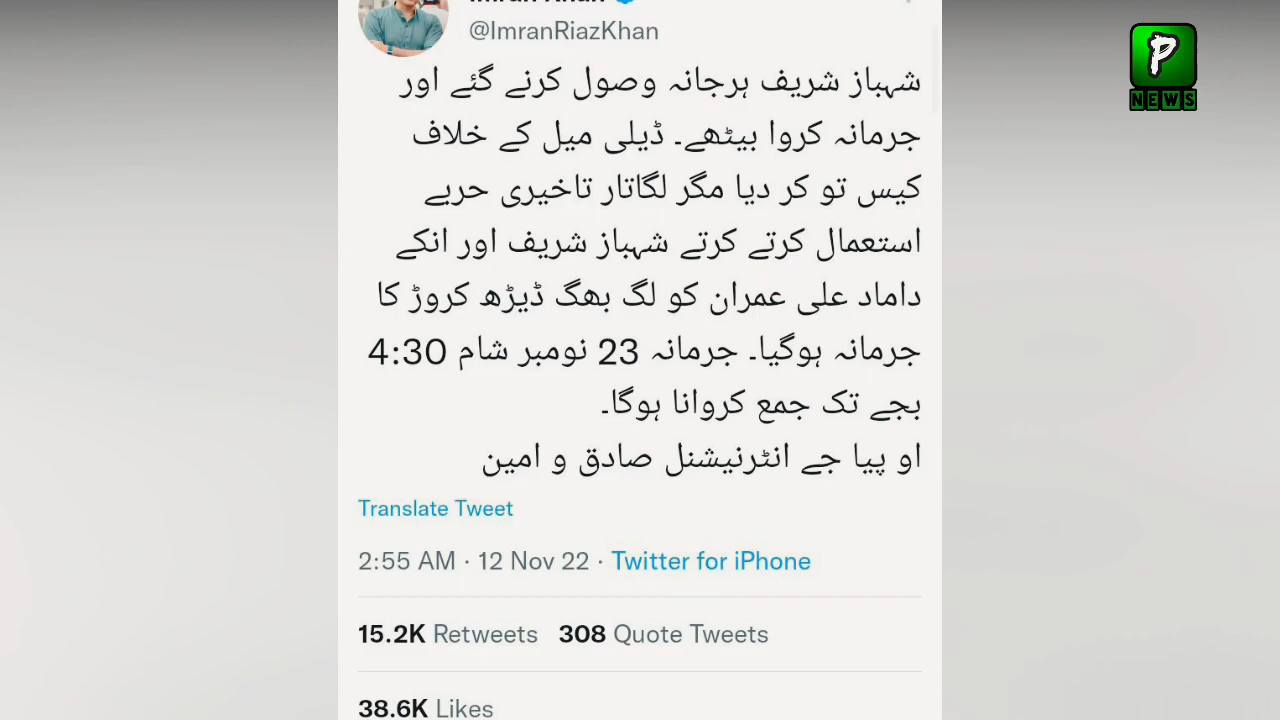 @ImranRiazKhan
شہباز شریف ہرجانہ وصول کرنے گئے اور
جرمانہ کروا بیٹھے۔ ڈیلی میل کے خلاف
کیس تو کر دیا مگر لگاتار تاخیری حربے
استعمال کرتے کرتے شہباز شریف اور انکے
داماد علی عمران کو لگ بھگ ڈیڑھ کروڑ کا
جرمانہ ہوگیا۔ جرمانہ 23 نومبر شام 4:30
بجے تک جمع کروانا ہوگا۔
او پیا جے انٹرنیشنل صادق و امین
Translate Tweet
2:55 AM · 12 Nov 22 · Twitter for iPhone
15.2K Retweets 308 Quote Tweets
38.6K Likes
P
NEWS